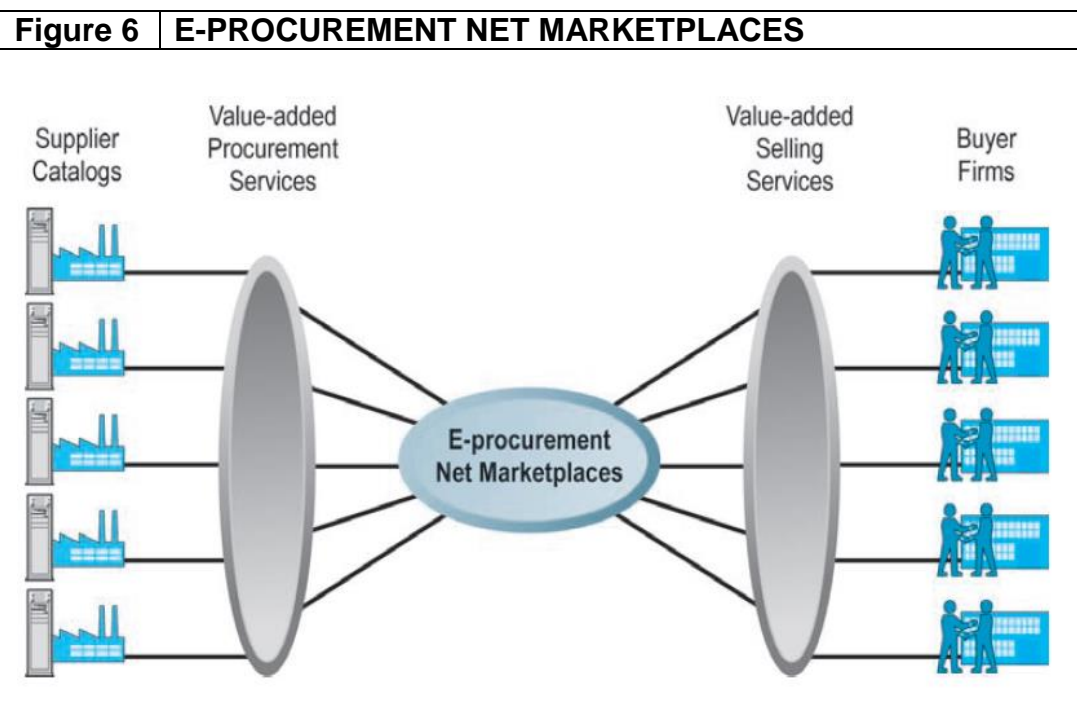 Figure 6 E-PROCUREMENT NET MARKETPLACES
Supplier
Catalogs
Value-added
Procurement
Services
Value-added
Selling
Services
Buyer
Firms
E-procurement
Net Marketplaces